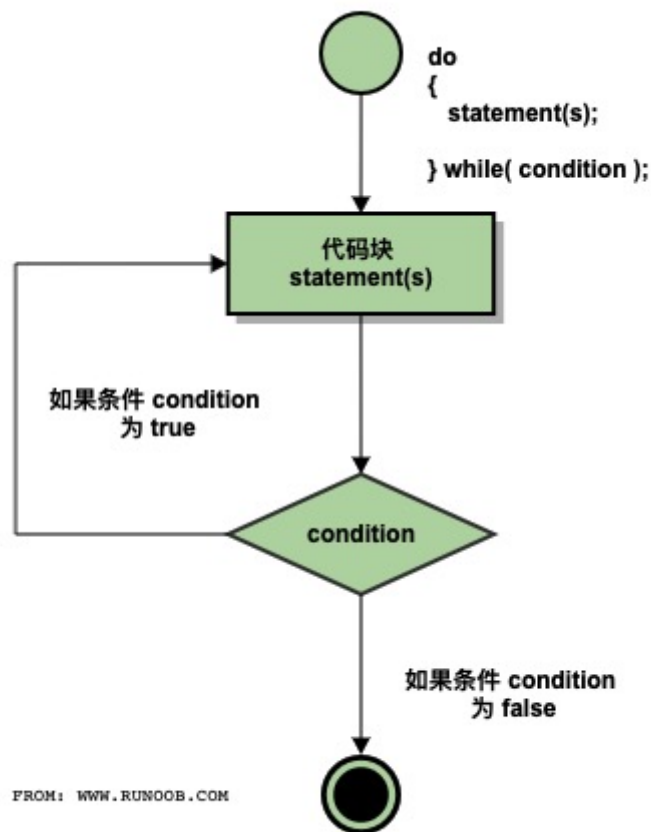 do
{
statement(s);
} while( condition );
代码块
statement(s)
如果条件 condition
为 true
condition
如果条件 condition
为 false
FROM: WWW.RUNOOB.COM